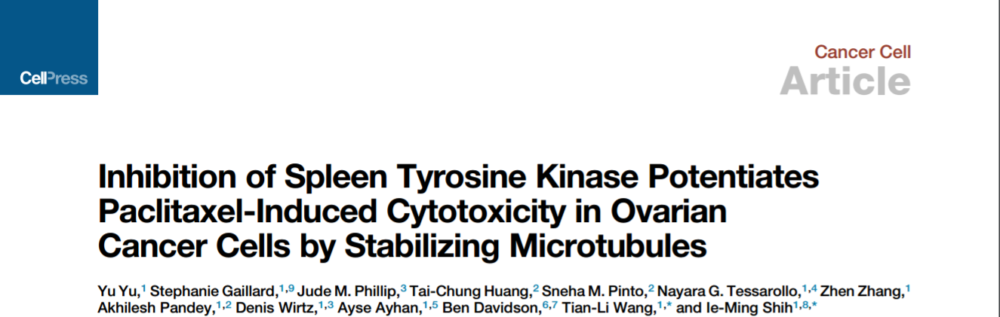 CellPress
Cancer Cell
Article
Inhibition of Spleen Tyrosine Kinase Potentiates
Paclitaxel-Induced Cytotoxicity in Ovarian
Cancer Cells by Stabilizing Microtubules
Yu Yu,1 Stephanie Gaillard,1,9 Jude M. Phillip,3 Tai-Chung Huang,2 Sneha M. Pinto,2 Nayara G. Tessarollo,1,4 Zhen Zhang,1
Akhilesh Pandey,1,2 Denis Wirtz,1,3 Ayse Ayhan,1,5 Ben Davidson,6,7 Tian-Li Wang,1,* and Ie-Ming Shih1,8,*